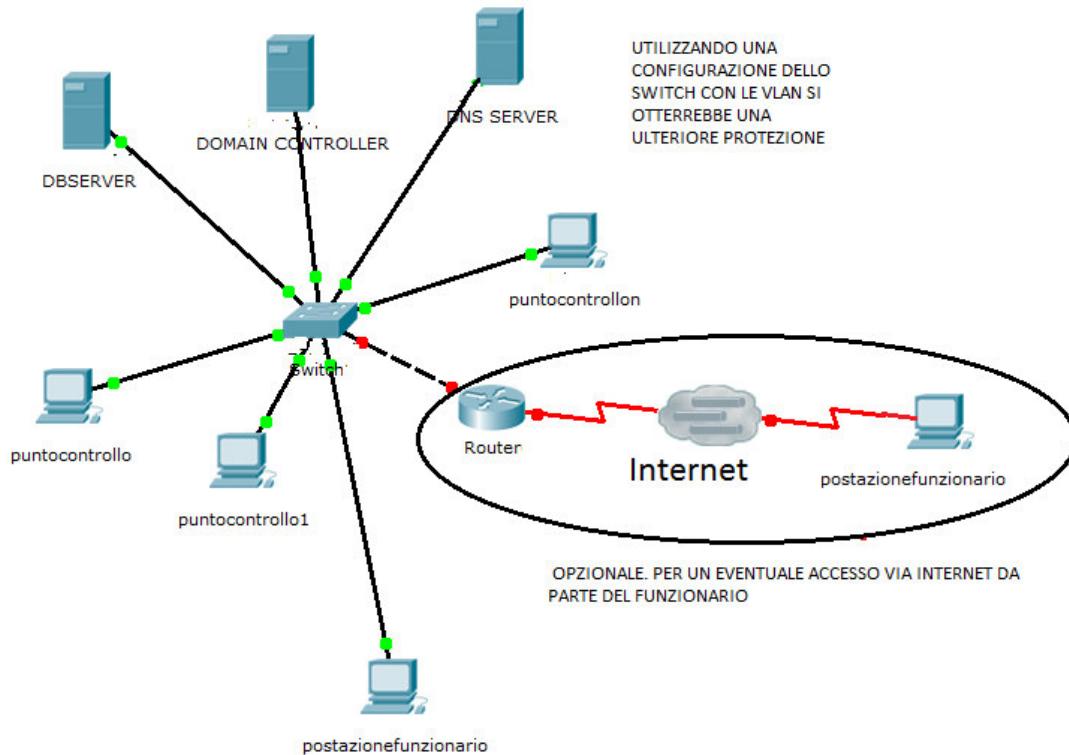 UTILIZZANDO UNA
CONFIGURAZIONE DELLO
SWITCH CON LE VLAN SI
OTTERREBBE UNA
ULTERIORE PROTEZIONE
DNS SERVER
DOMAIN CONTROLLER
DBSERVER
puntocontrollon
Switch
Router
Internet
postazionefunzionario
puntocontrollo
puntocontrollo1
OPZIONALE. PER UN EVENTUALE ACCESSO VIA INTERNET DA
PARTE DEL FUNZIONARIO
postazionefunzionario